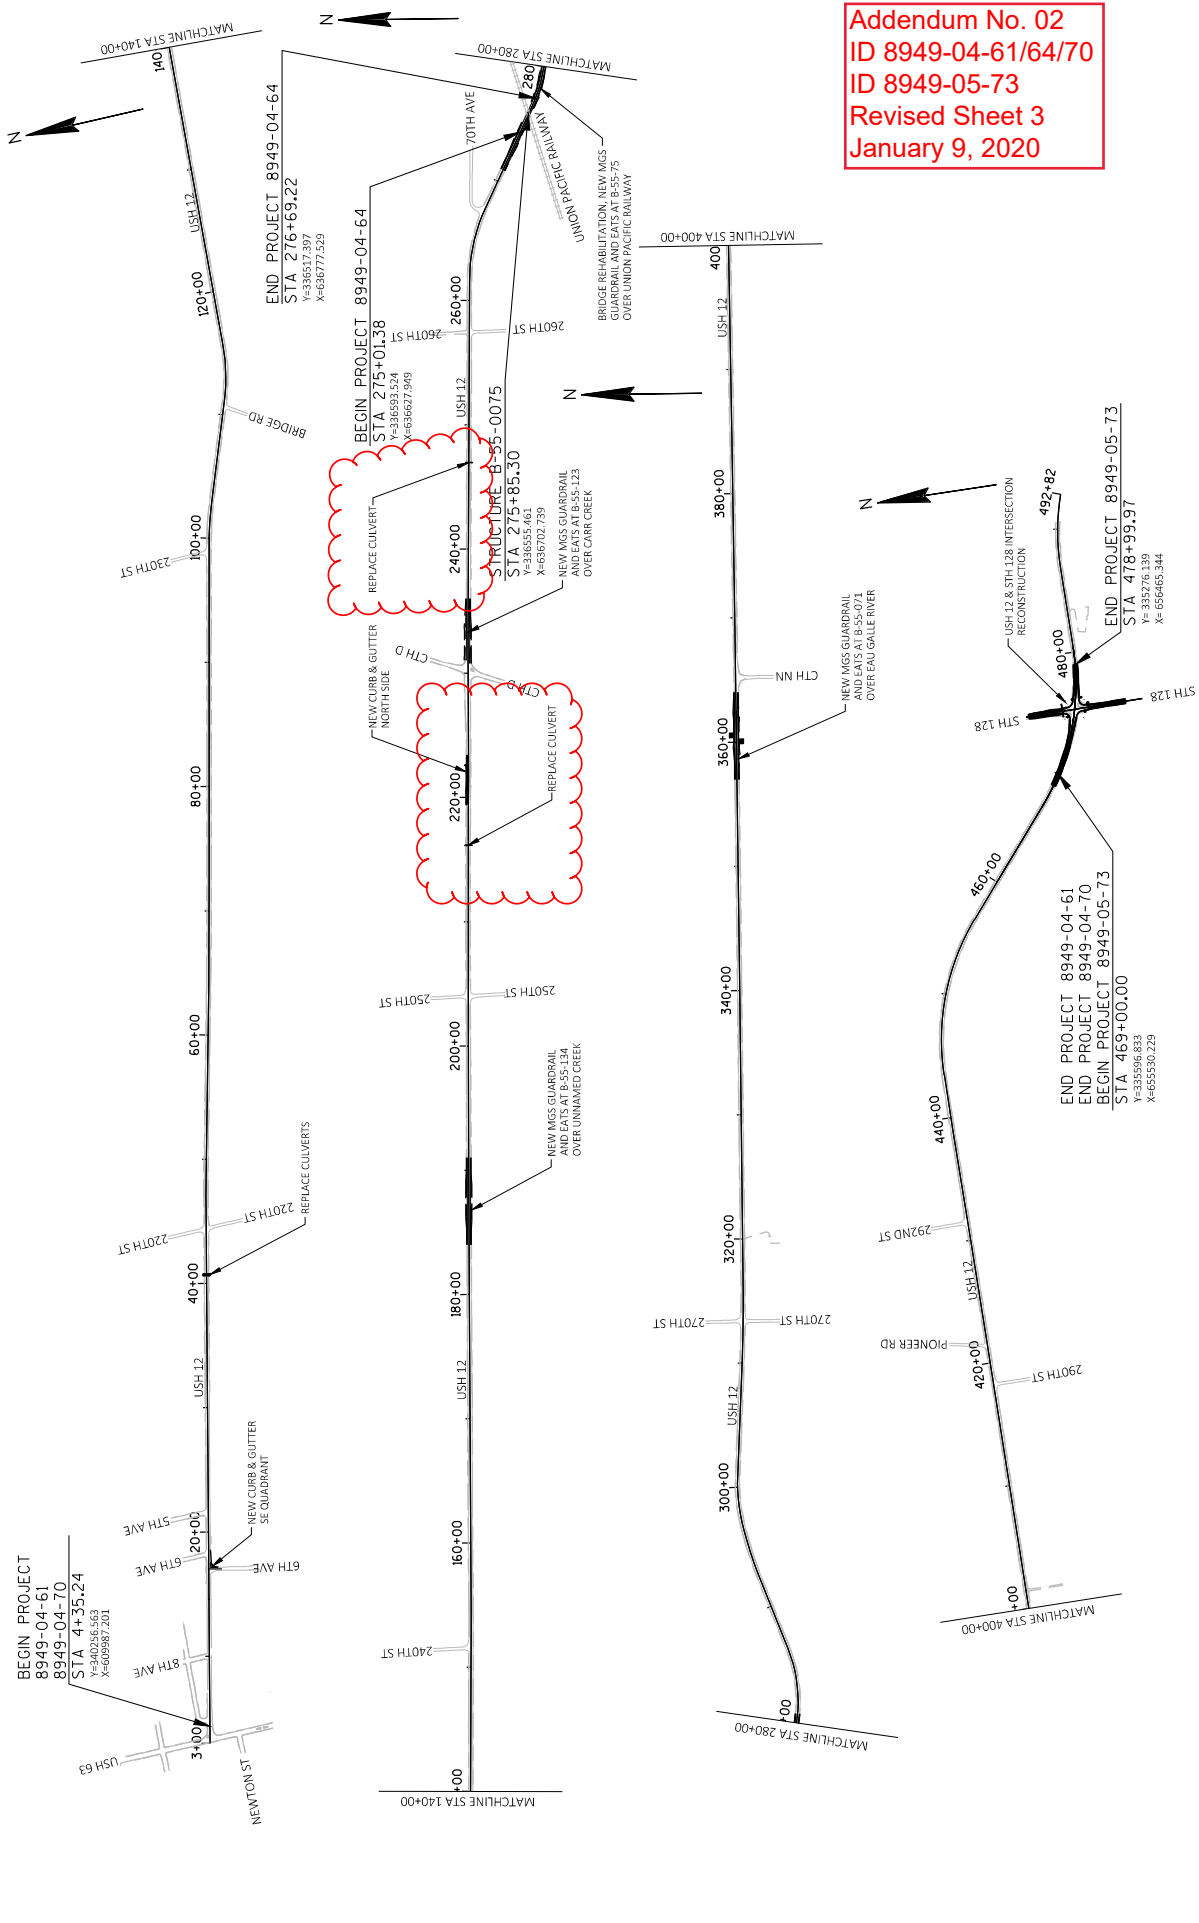 Addendum No. 02
ID 8949-04-61/64/70
ID 8949-05-73
Revised Sheet 3
January 9, 2020
BEGIN PROJECT
8949-04-61
8949-04-70
STA 4+35.24
Y=340256.563
X=609987.201
USH 63
NEWTON ST
3+00
8TH AVE
6TH AVE
6TH AVE
5TH AVE
20+00
NEW CURB & GUTTER
SE QUADRANT
USH 12
40+00
REPLACE CULVERTS
220TH ST
220TH ST
60+00
80+00
100+00
230TH ST
BRIDGE RD
120+00
USH 12
140
MATCHLINE STA 140+00
N
MATCHLINE STA 140+00
+00
240TH ST
160+00
USH 12
180+00
NEW MGS GUARDRAIL
AND EATS AT B-55-134
OVER UNNAMED CREEK
200+00
250TH ST
250TH ST
220+00
REPLACE CULVERT
NEW CURB & GUTTER
NORTH SIDE
CTH D
CTH D
NEW MGS GUARDRAIL
AND EATS AT B-55-123
OVER CARR CREEK
240+00
REPLACE CULVERT
STRUCTURE B-55-0075
STA 275+85.30
Y=336555.461
X=636702.739
USH 12
260TH ST
260TH ST
260+00
BEGIN PROJECT 8949-04-64
STA 275+01.38
Y=336593.524
X=636627.949
END PROJECT 8949-04-64
STA 276+69.22
Y=336517.397
X=636777.529
70TH AVE
UNION PACIFIC RAILWAY
BRIDGE REHABILITATION, NEW MGS
GUARDRAIL AND EATS AT B-55-75
OVER UNION PACIFIC RAILWAY
280
MATCHLINE STA 280+00
N
MATCHLINE STA 280+00
+00
300+00
USH 12
270TH ST
270TH ST
320+00
340+00
360+00
NEW MGS GUARDRAIL
AND EATS AT B-55-071
OVER EAU GALLE RIVER
CTH NN
380+00
USH 12
400
MATCHLINE STA 400+00
N
MATCHLINE STA 400+00
+00
290TH ST
420+00
PIONEER RD
USH 12
292ND ST
440+00
460+00
END PROJECT 8949-04-61
END PROJECT 8949-04-70
BEGIN PROJECT 8949-05-73
STA 469+00.00
Y=335596.833
X=655530.229
STH 128
STH 128
480+00
USH 12 & STH 128 INTERSECTION
RECONSTRUCTION
END PROJECT 8949-05-73
STA 478+99.97
Y= 335276.139
X= 656465.344
492+82
N